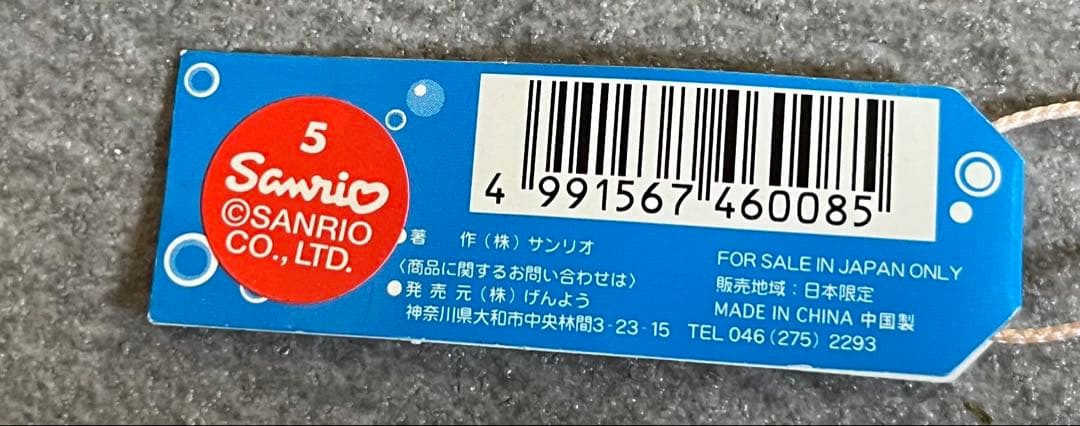 5
Sanrio
©SANRIO
CO., LTD.
4 991567 460085
●著 作(株)サンリオ
〈商品に関するお問い合わせは〉
●発売元(株)げんよう
神奈川県大和市中央林間3-23-15 TEL 046(275)2293
FOR SALE IN JAPAN ONLY
販売地域:日本限定
MADE IN CHINA 中国製